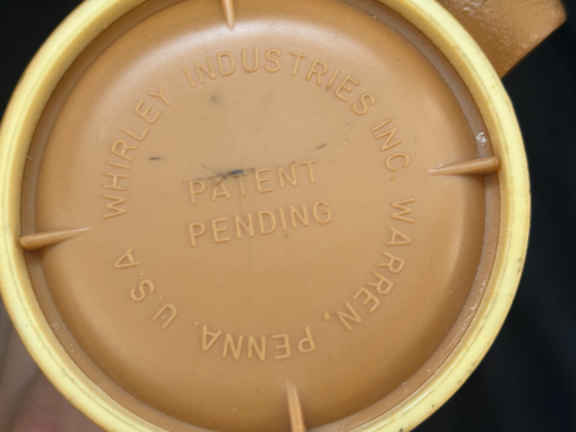 WHIRLEY INDUSTRIES INC. WARREN, PENNA. U.S.A
PATENT
PENDING